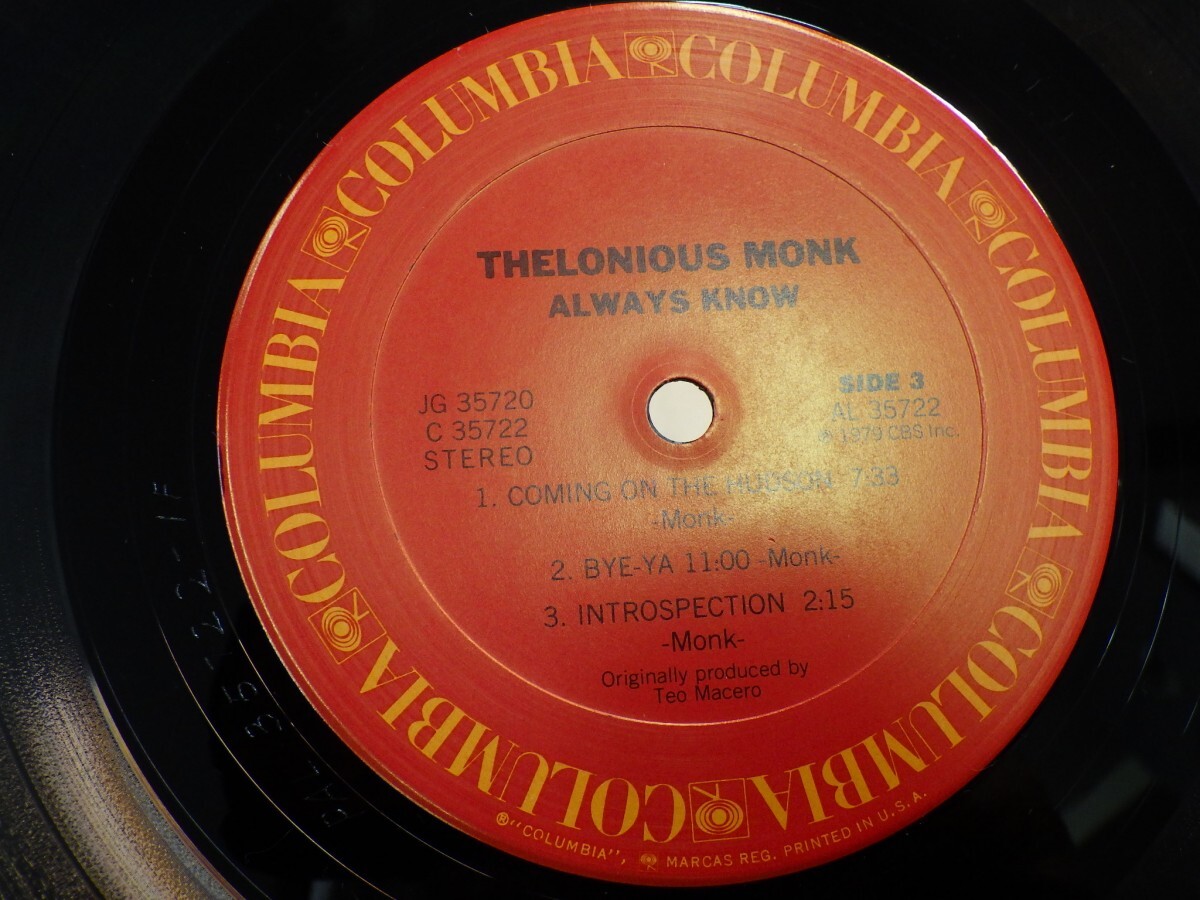 COLUMBIA COLUMBIA COLUMBIA COLUMBIA COLUMBIA COLUMBIA COLUMBIA
THELONIOUS MONK
ALWAYS KNOW
JG 35720
C 35722
STEREO
SIDE 3
AL 35722
℗ 1979 CBS Inc.
1. COMING ON THE HUDSON 7:33
-Monk-
2. BYE-YA 11:00 -Monk-
3. INTROSPECTION 2:15
-Monk-
Originally produced by
Teo Macero
®"COLUMBIA", MARCAS REG. PRINTED IN U.S.A.
35722-1F